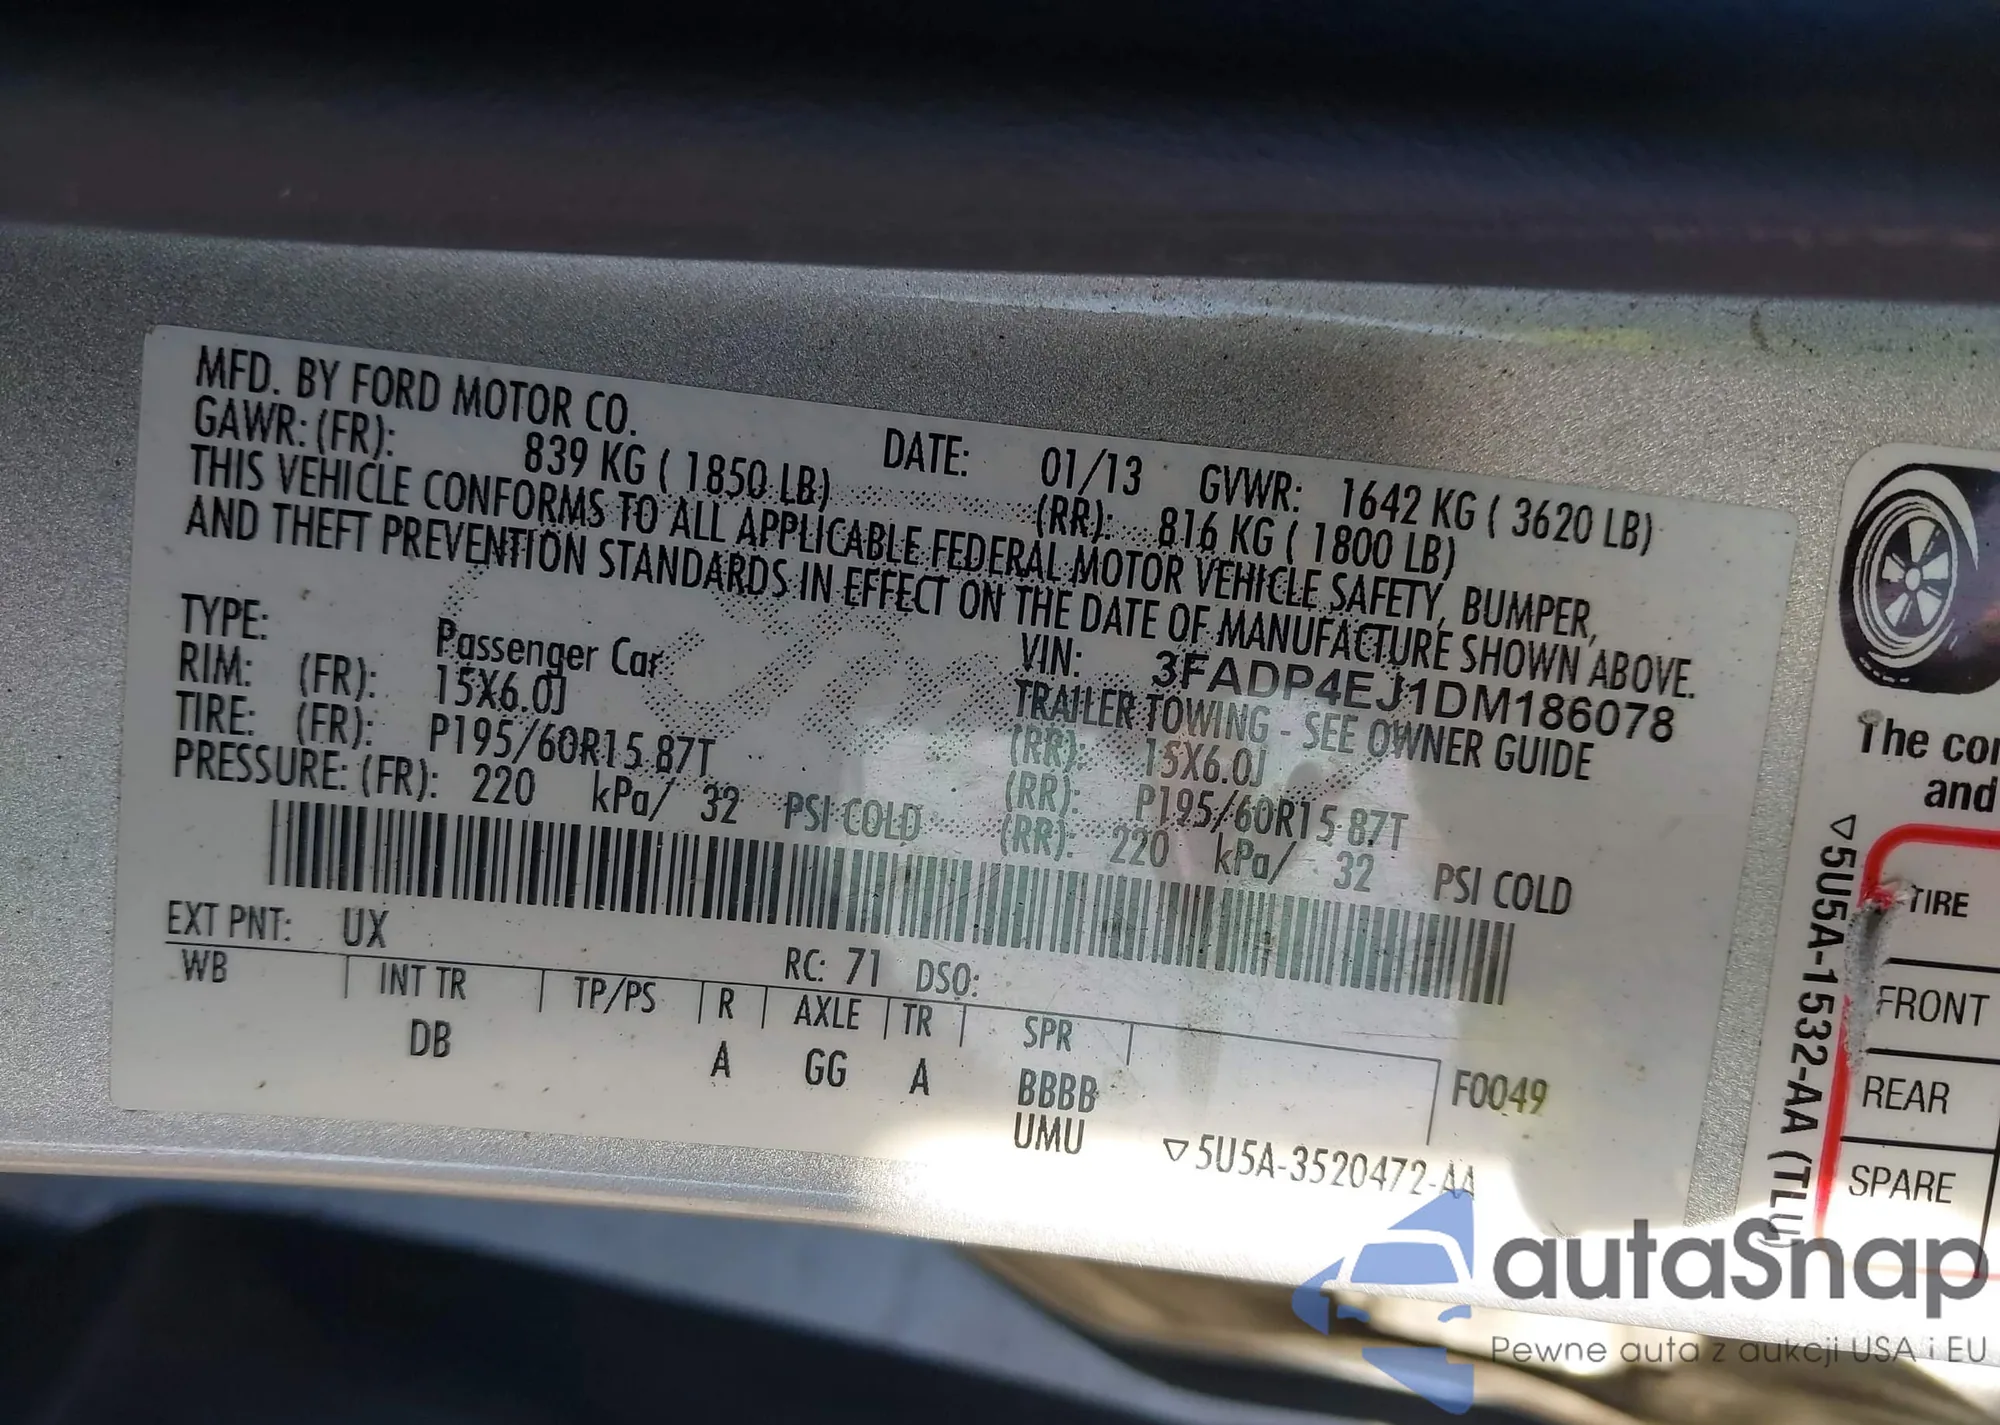 MFD. BY FORD MOTOR CO.
DATE: 01/13 GVWR: 1642 KG ( 3620 LB)
GAWR: (FR): 839 KG ( 1850 LB) (RR): 816 KG ( 1800 LB)
THIS VEHICLE CONFORMS TO ALL APPLICABLE FEDERAL MOTOR VEHICLE SAFETY, BUMPER,
AND THEFT PREVENTION STANDARDS IN EFFECT ON THE DATE OF MANUFACTURE SHOWN ABOVE.
VIN: 3FADP4EJ1DM186078
TYPE: Passenger Car TRAILER TOWING - SEE OWNER GUIDE
RIM: (FR): 15X6.0J (RR): 15X6.0J
TIRE: (FR): P195/60R15 87T (RR): P195/60R15 87T
PRESSURE: (FR): 220 kPa/ 32 PSI COLD (RR): 220 kPa/ 32 PSI COLD
EXT PNT: UX RC: 71 DSO:
WB INT TR TP/PS R AXLE TR SPR
DB A GG A BBBB F0049
UMU
▽5U5A-3520472-AA
The con
and
▽5U5A-1532-AA (TLU)
TIRE
FRONT
REAR
SPARE
autaSnap
Pewne auta z aukcji USA i EU